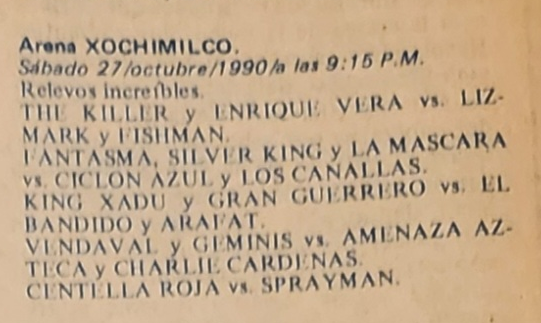 Arena XOCHIMILCO.
Sábado 27/octubre/1990/a las 9:15 P.M.
Relevos increíbles.
THE KILLER y ENRIQUE VERA vs. LIZ-
MARK y FISHMAN.
FANTASMA, SILVER KING y LA MASCARA
vs. CICLON AZUL y LOS CANALLAS.
KING XADU y GRAN GUERRERO vs. EL
BANDIDO y ARAFAT.
VENDAVAL y GEMINIS vs. AMENAZA AZ-
TECA y CHARLIE CARDENAS.
CENTELLA ROJA vs. SPRAYMAN.